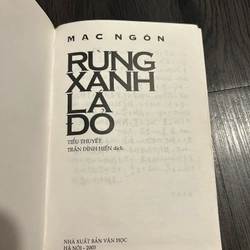 MẠC NGÔN
RỪNG
XANH
LÁ
ĐỎ
TIỂU THUYẾT
TRẦN ĐÌNH HIẾN dịch
NHÀ XUẤT BẢN VĂN HỌC
HÀ NỘI - 2003